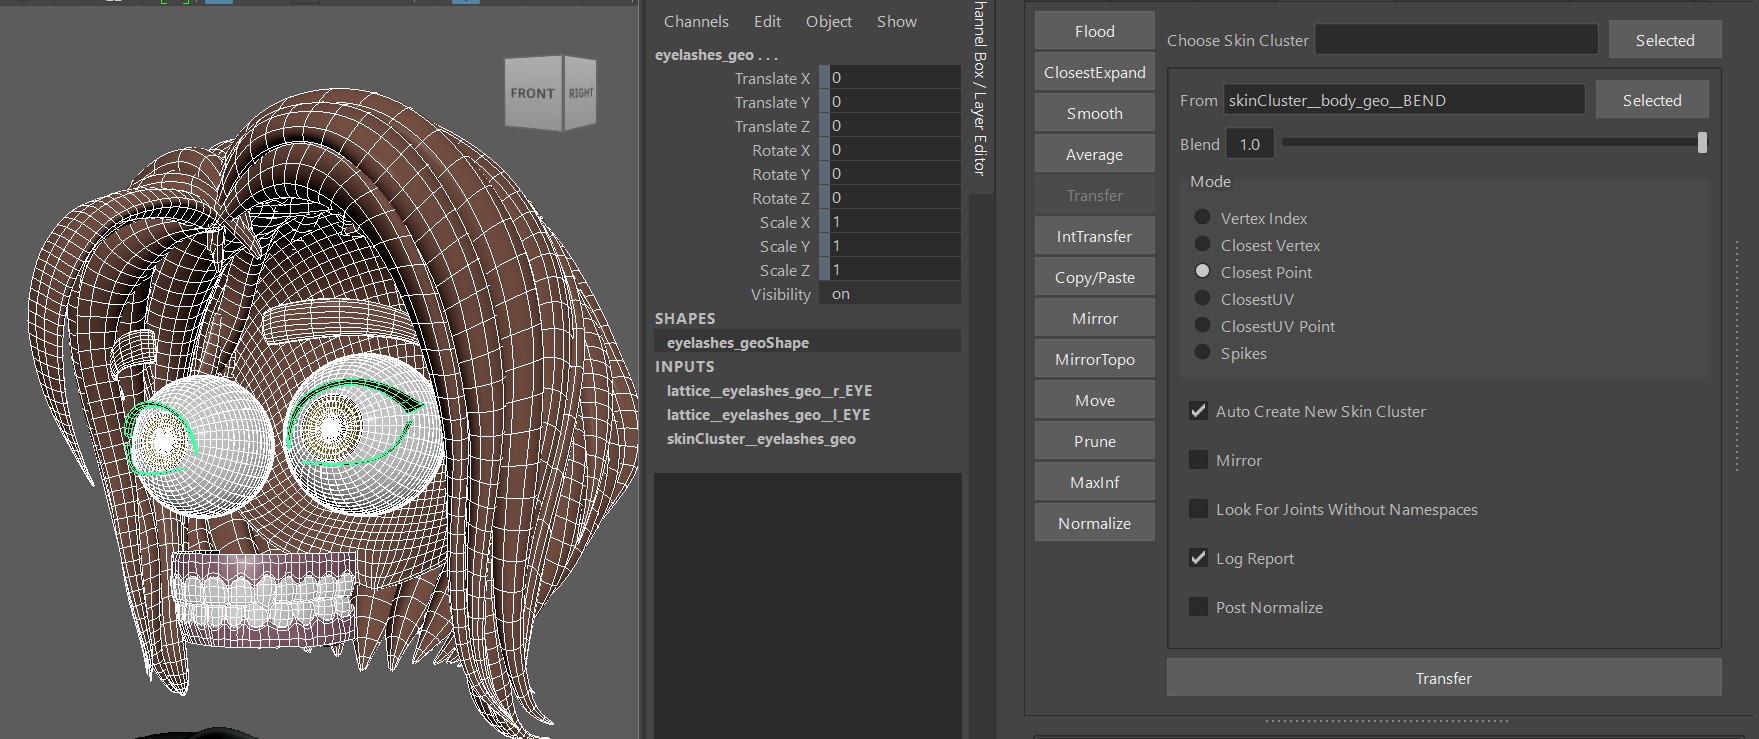 FRONT
RIGHT
Channels Edit Object Show
eyelashes_geo . . .
Translate X 0
Translate Y 0
Translate Z 0
Rotate X 0
Rotate Y 0
Rotate Z 0
Scale X 1
Scale Y 1
Scale Z 1
Visibility on
SHAPES
eyelashes_geoShape
INPUTS
lattice__eyelashes_geo__r_EYE
lattice__eyelashes_geo__l_EYE
skinCluster__eyelashes_geo
hannel Box / Layer Editor
Flood
ClosestExpand
Smooth
Average
Transfer
IntTransfer
Copy/Paste
Mirror
MirrorTopo
Move
Prune
MaxInf
Normalize
Choose Skin Cluster Selected
From skinCluster__body_geo__BEND Selected
Blend 1.0
Mode
Vertex Index
Closest Vertex
Closest Point
ClosestUV
ClosestUV Point
Spikes
Auto Create New Skin Cluster
Mirror
Look For Joints Without Namespaces
Log Report
Post Normalize
Transfer